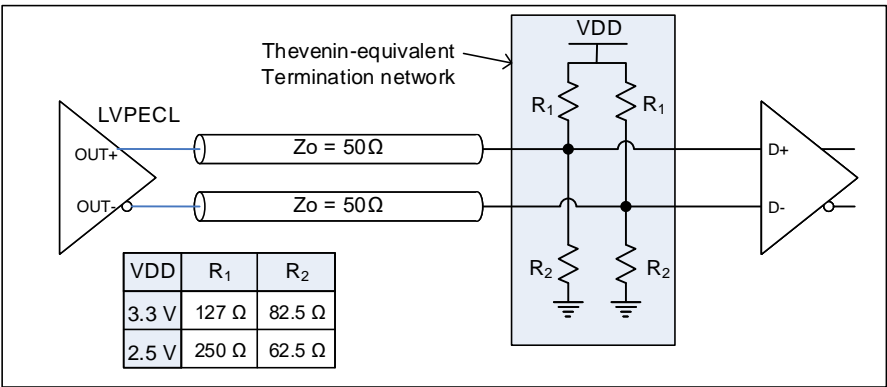 VDD
Thevenin-equivalent
Termination network
R₁ R₁
LVPECL
OUT+ Zo = 50Ω D+
OUT- Zo = 50Ω D-
R₂ R₂
VDD R₁ R₂
3.3 V 127 Ω 82.5 Ω
2.5 V 250 Ω 62.5 Ω